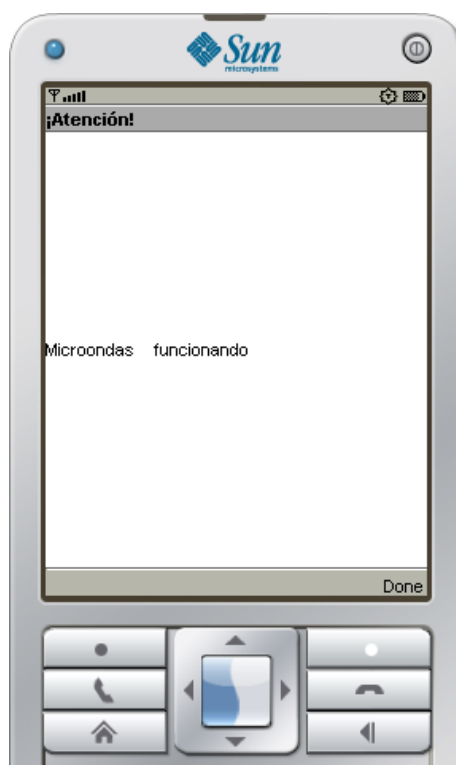 Sun
microsystems
¡Atención!
Microondas funcionando
Done